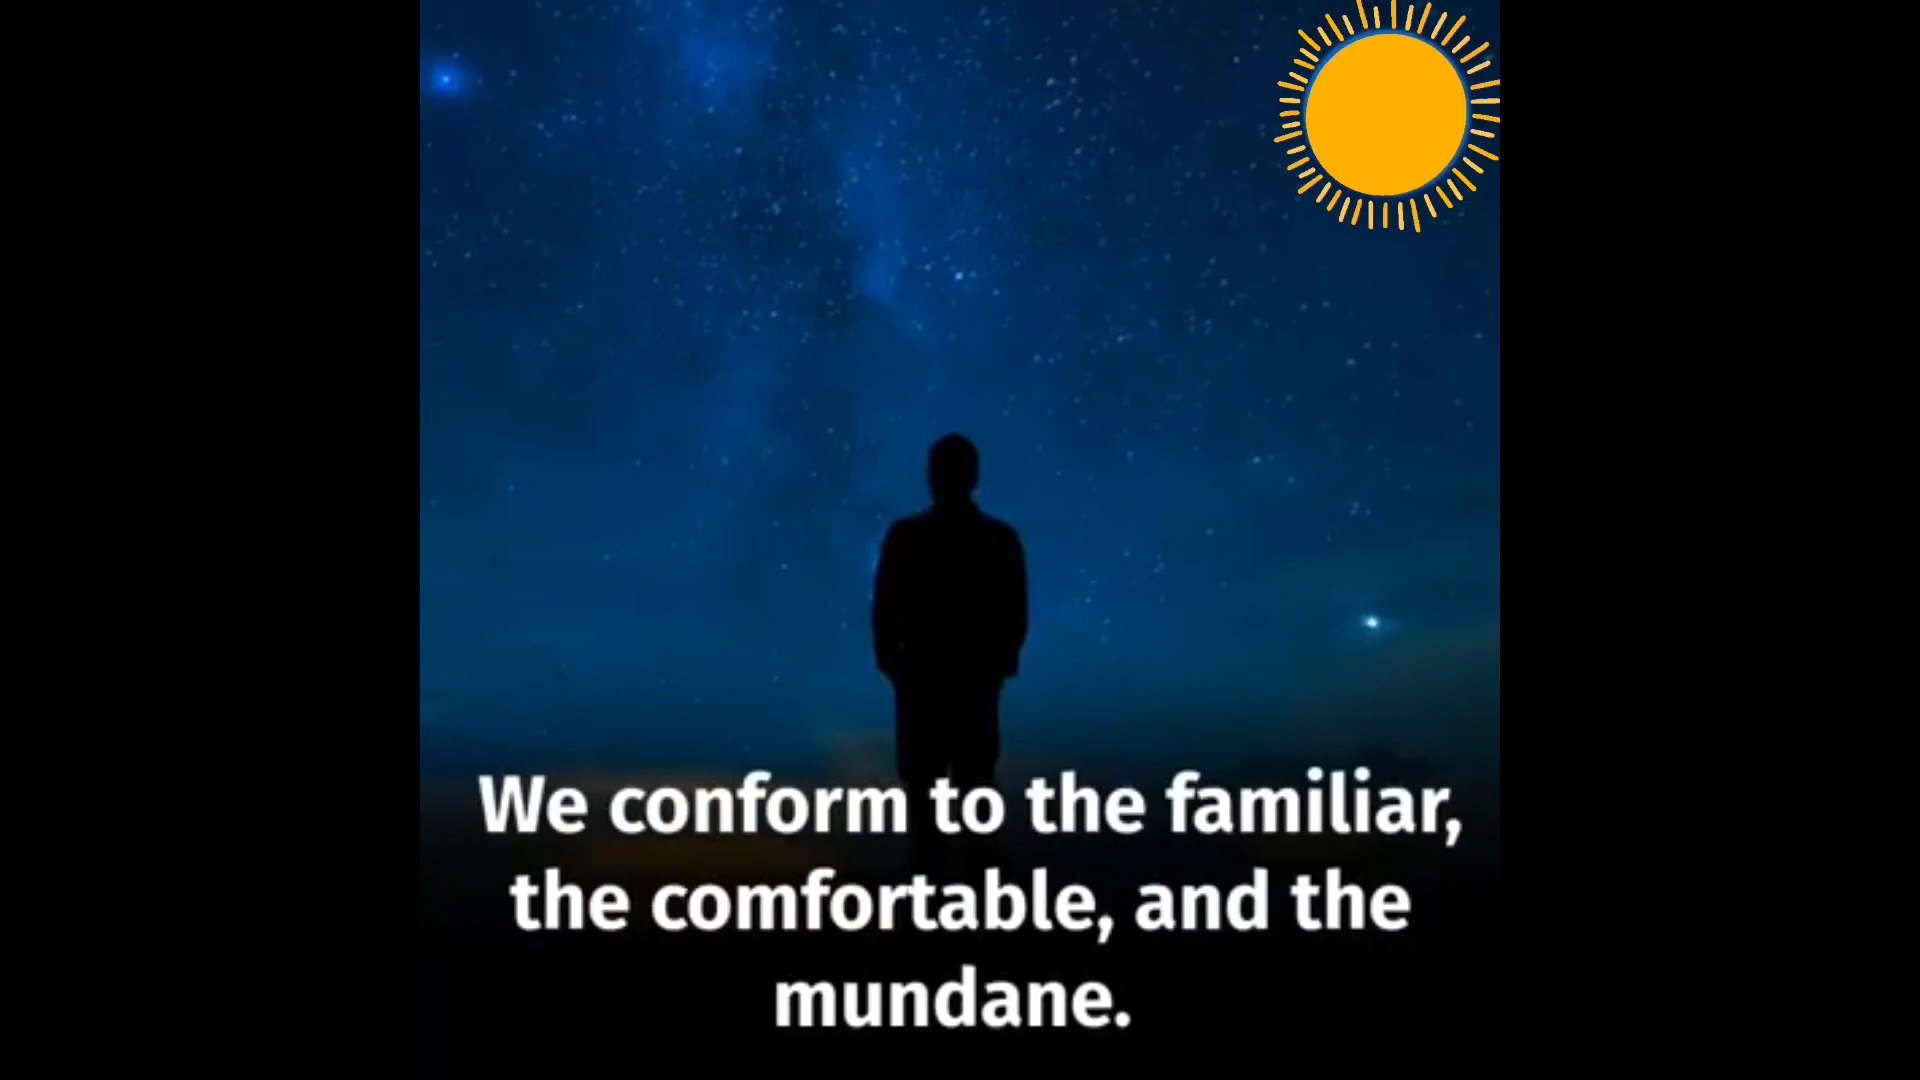 We conform to the familiar,
the comfortable, and the
mundane.